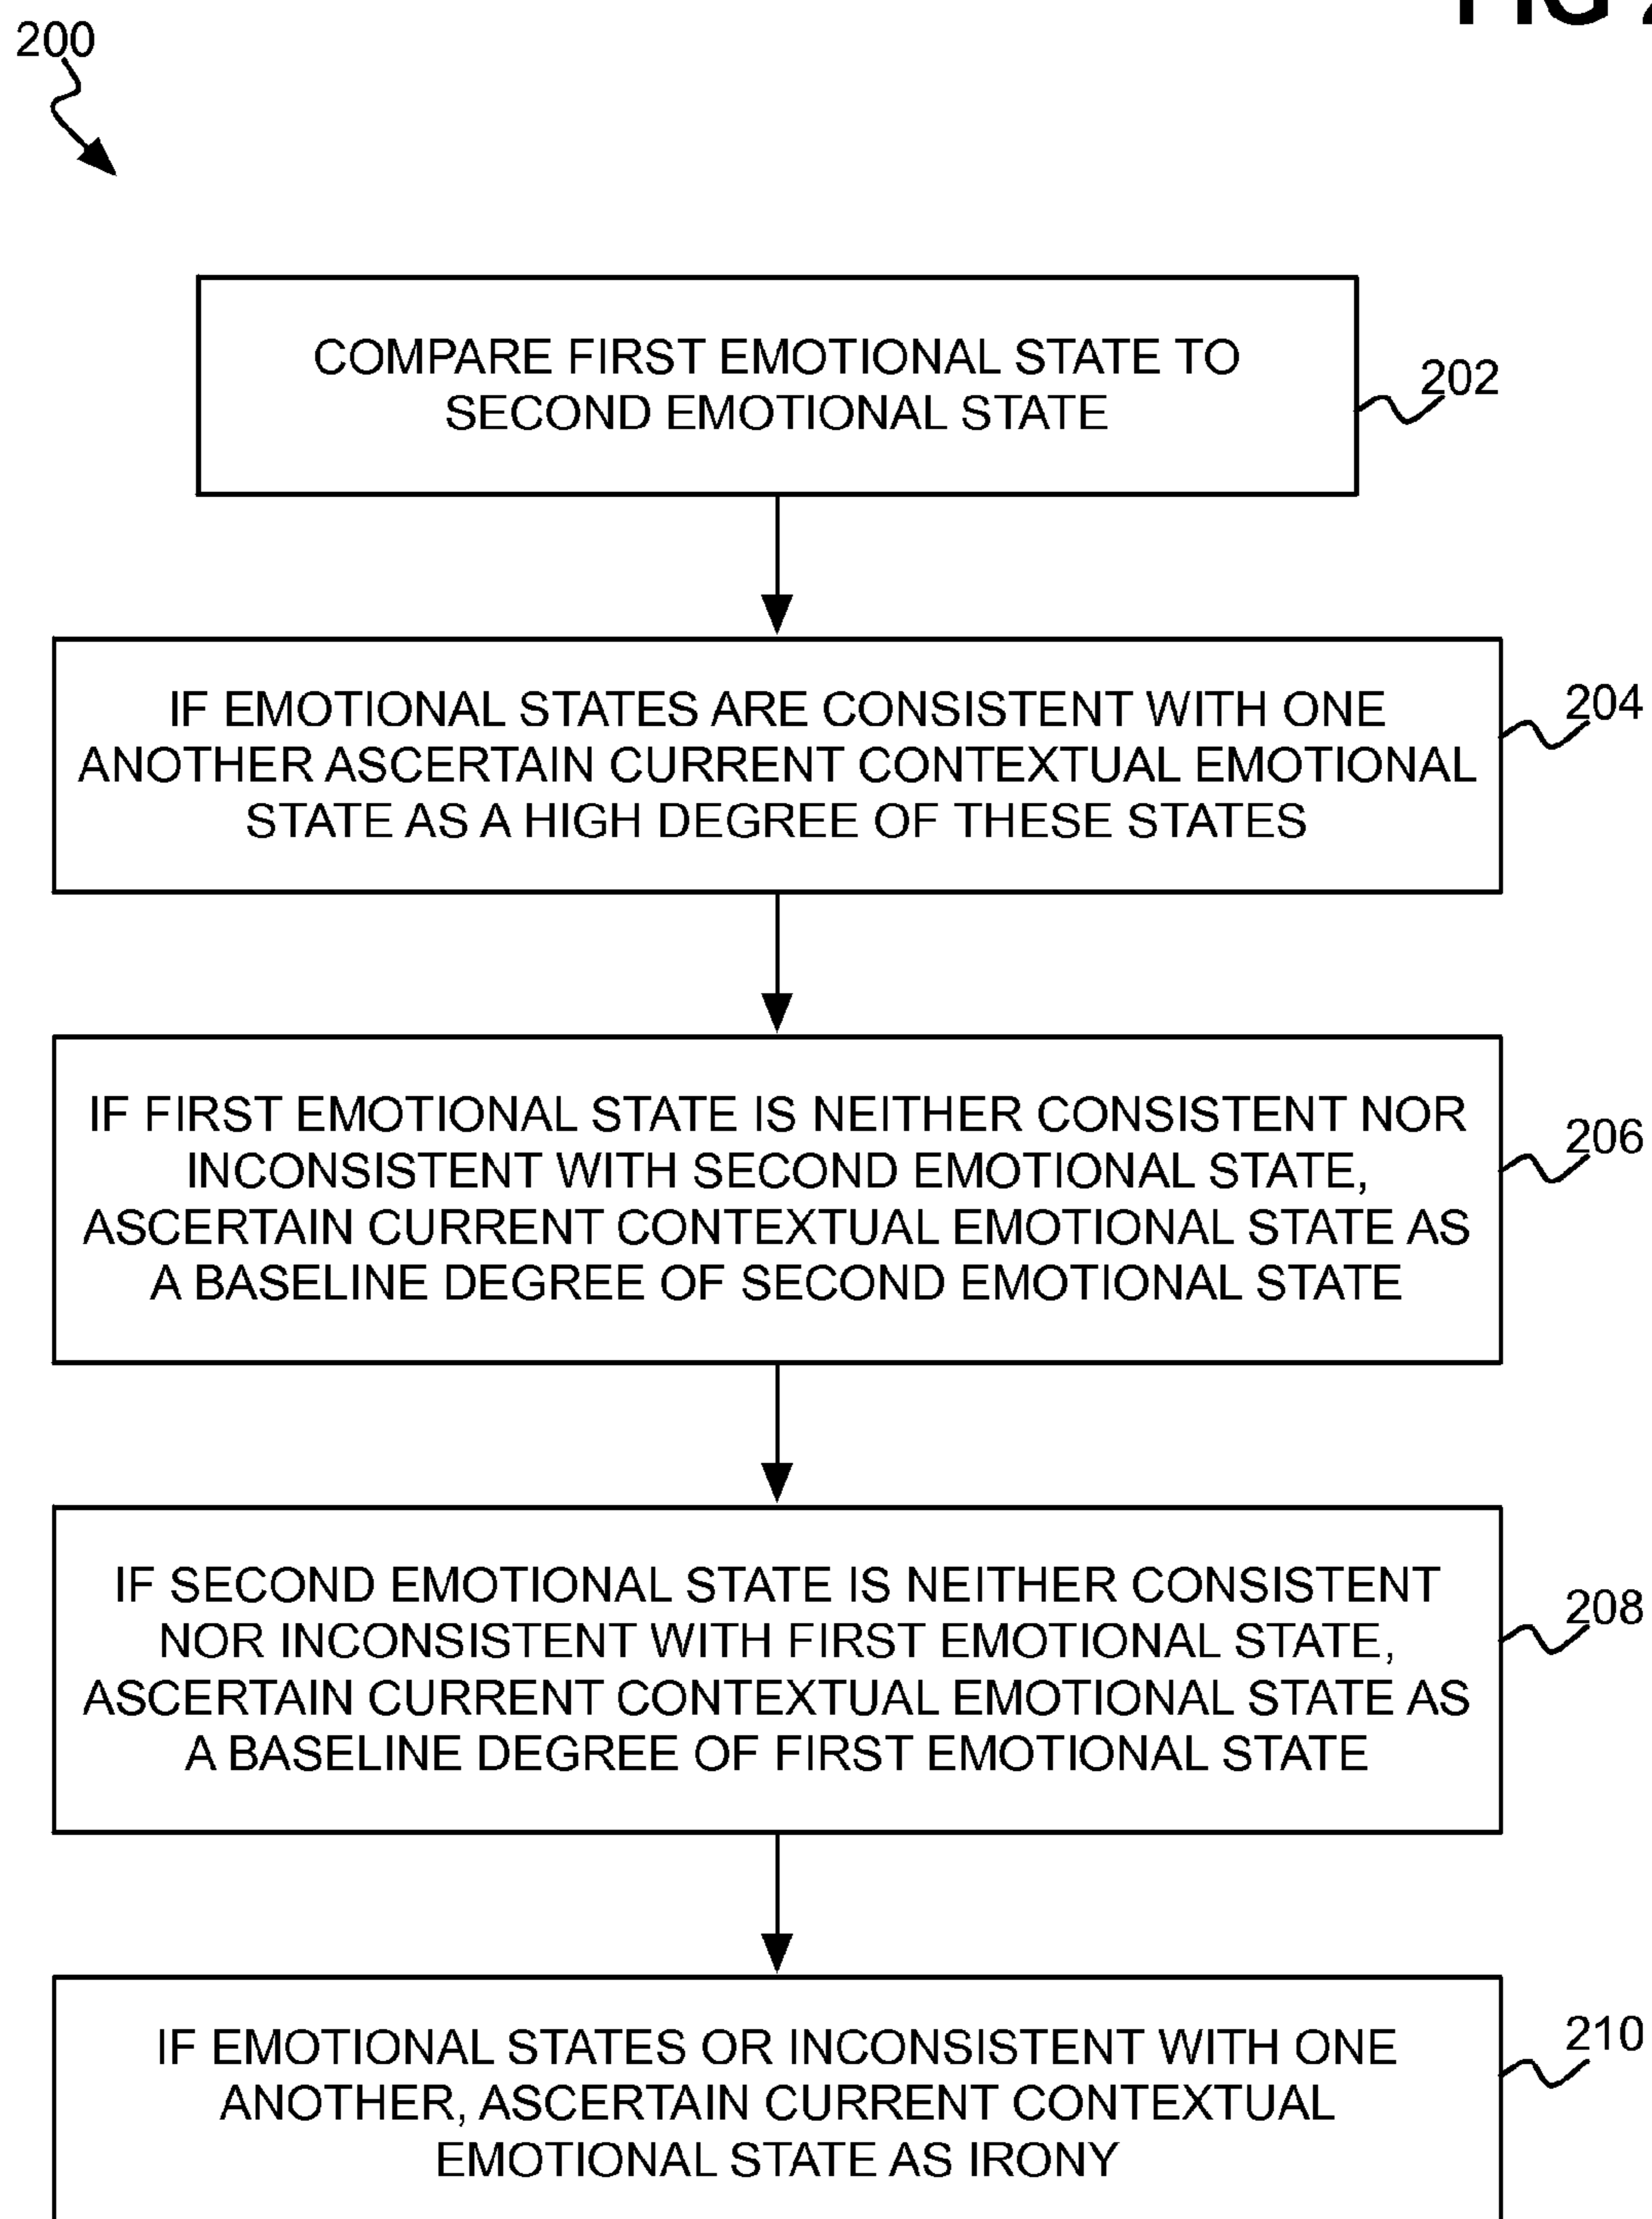 FIG 2
200
COMPARE FIRST EMOTIONAL STATE TO
SECOND EMOTIONAL STATE
202
IF EMOTIONAL STATES ARE CONSISTENT WITH ONE
ANOTHER ASCERTAIN CURRENT CONTEXTUAL EMOTIONAL
STATE AS A HIGH DEGREE OF THESE STATES
204
IF FIRST EMOTIONAL STATE IS NEITHER CONSISTENT NOR
INCONSISTENT WITH SECOND EMOTIONAL STATE,
ASCERTAIN CURRENT CONTEXTUAL EMOTIONAL STATE AS
A BASELINE DEGREE OF SECOND EMOTIONAL STATE
206
IF SECOND EMOTIONAL STATE IS NEITHER CONSISTENT
NOR INCONSISTENT WITH FIRST EMOTIONAL STATE,
ASCERTAIN CURRENT CONTEXTUAL EMOTIONAL STATE AS
A BASELINE DEGREE OF FIRST EMOTIONAL STATE
208
IF EMOTIONAL STATES OR INCONSISTENT WITH ONE
ANOTHER, ASCERTAIN CURRENT CONTEXTUAL
EMOTIONAL STATE AS IRONY
210